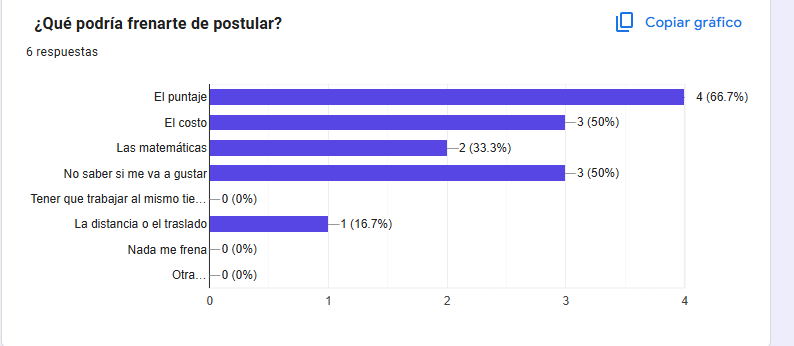 ¿Qué podría frenarte de postular?
Copiar gráfico
6 respuestas
El puntaje 4 (66.7%)
El costo 3 (50%)
Las matemáticas 2 (33.3%)
No saber si me va a gustar 3 (50%)
Tener que trabajar al mismo tie… 0 (0%)
La distancia o el traslado 1 (16.7%)
Nada me frena 0 (0%)
Otra… 0 (0%)
0 1 2 3 4